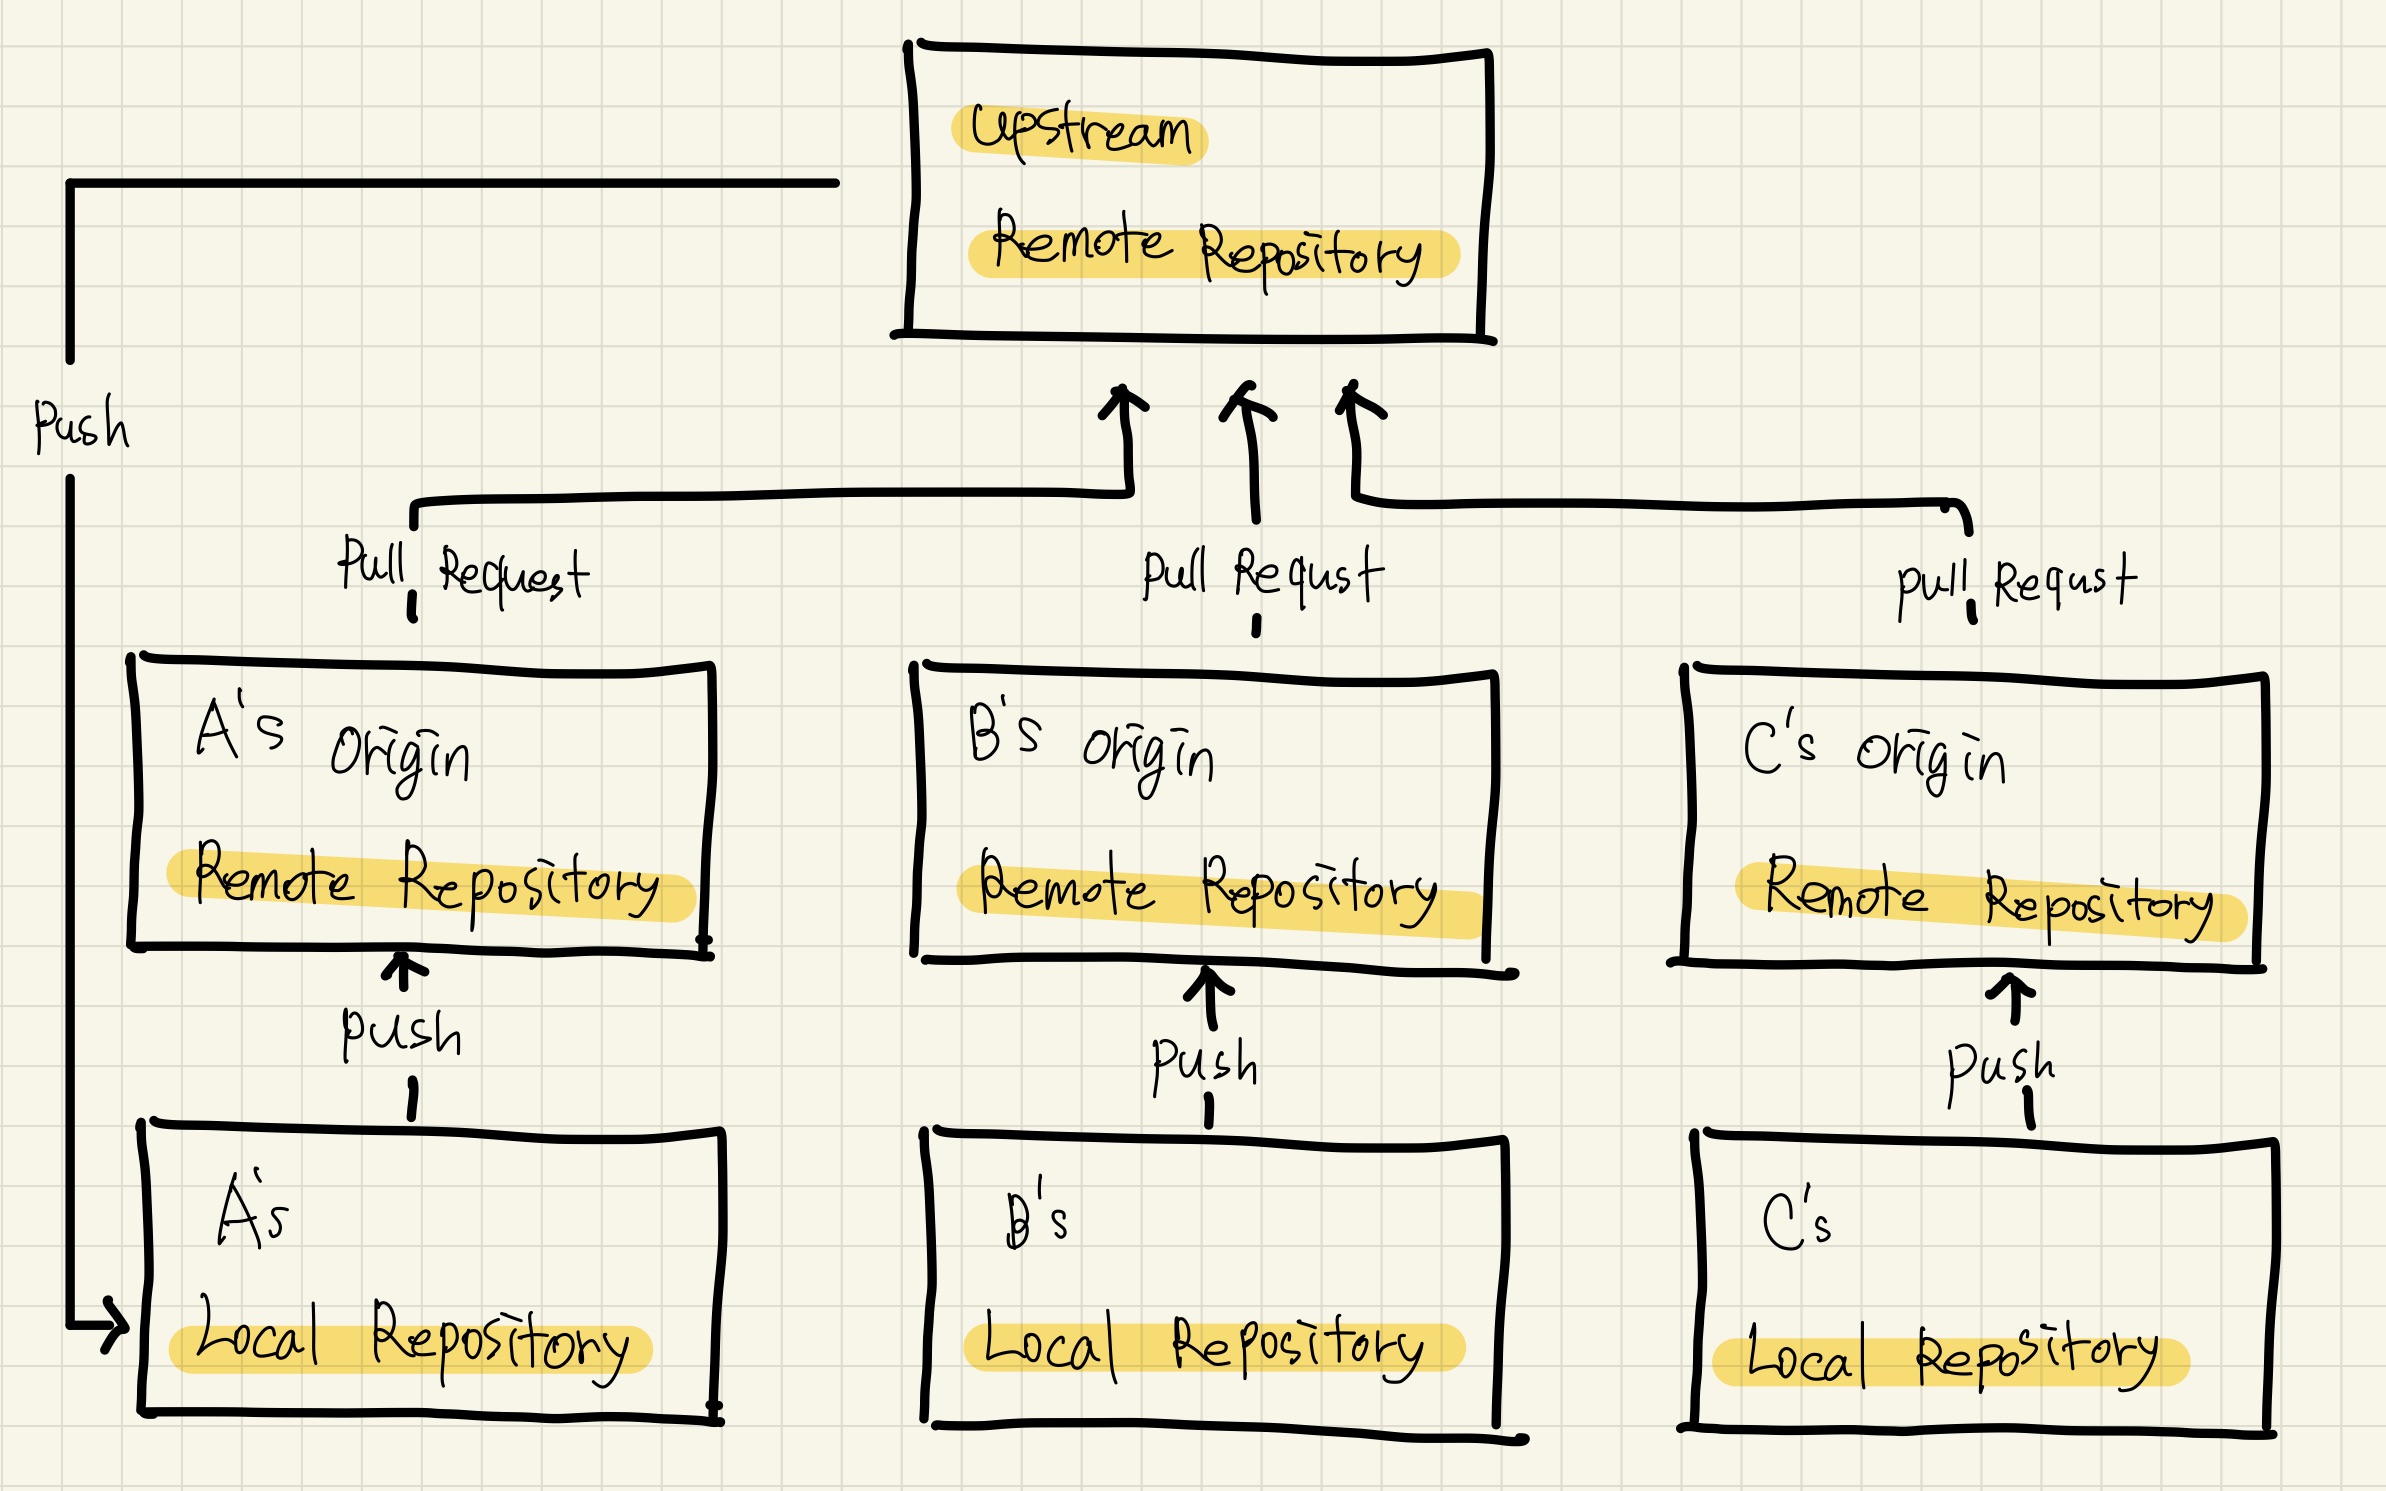 Upstream
Remote Repository
Push
Pull Request
Pull Requst
Pull Requst
A's origin
Remote Repository
B's origin
Remote Repository
C's origin
Remote Repository
Push
Push
Push
A's
Local Repository
B's
Local Repository
C's
Local Repository